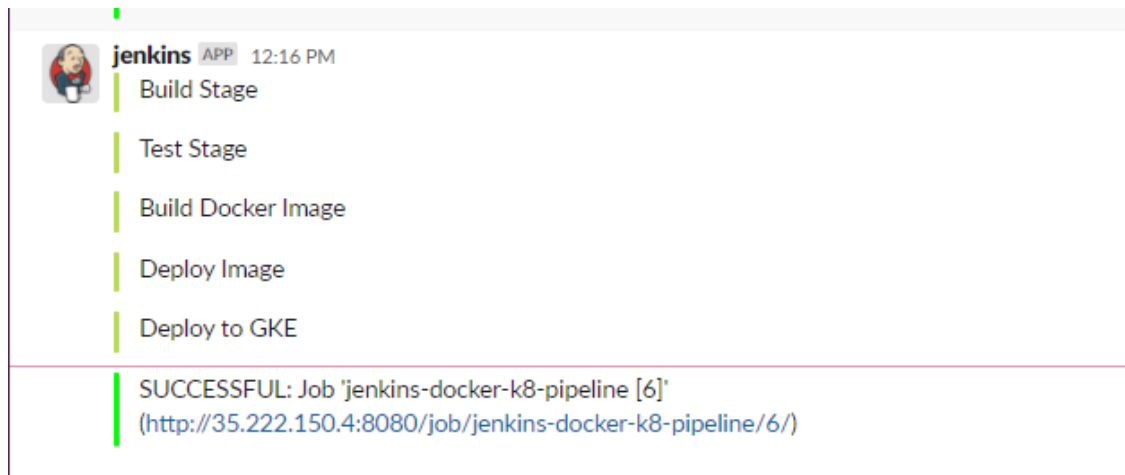 jenkins APP 12:16 PM
Build Stage
Test Stage
Build Docker Image
Deploy Image
Deploy to GKE
SUCCESSFUL: Job 'jenkins-docker-k8-pipeline [6]'
(http://35.222.150.4:8080/job/jenkins-docker-k8-pipeline/6/)